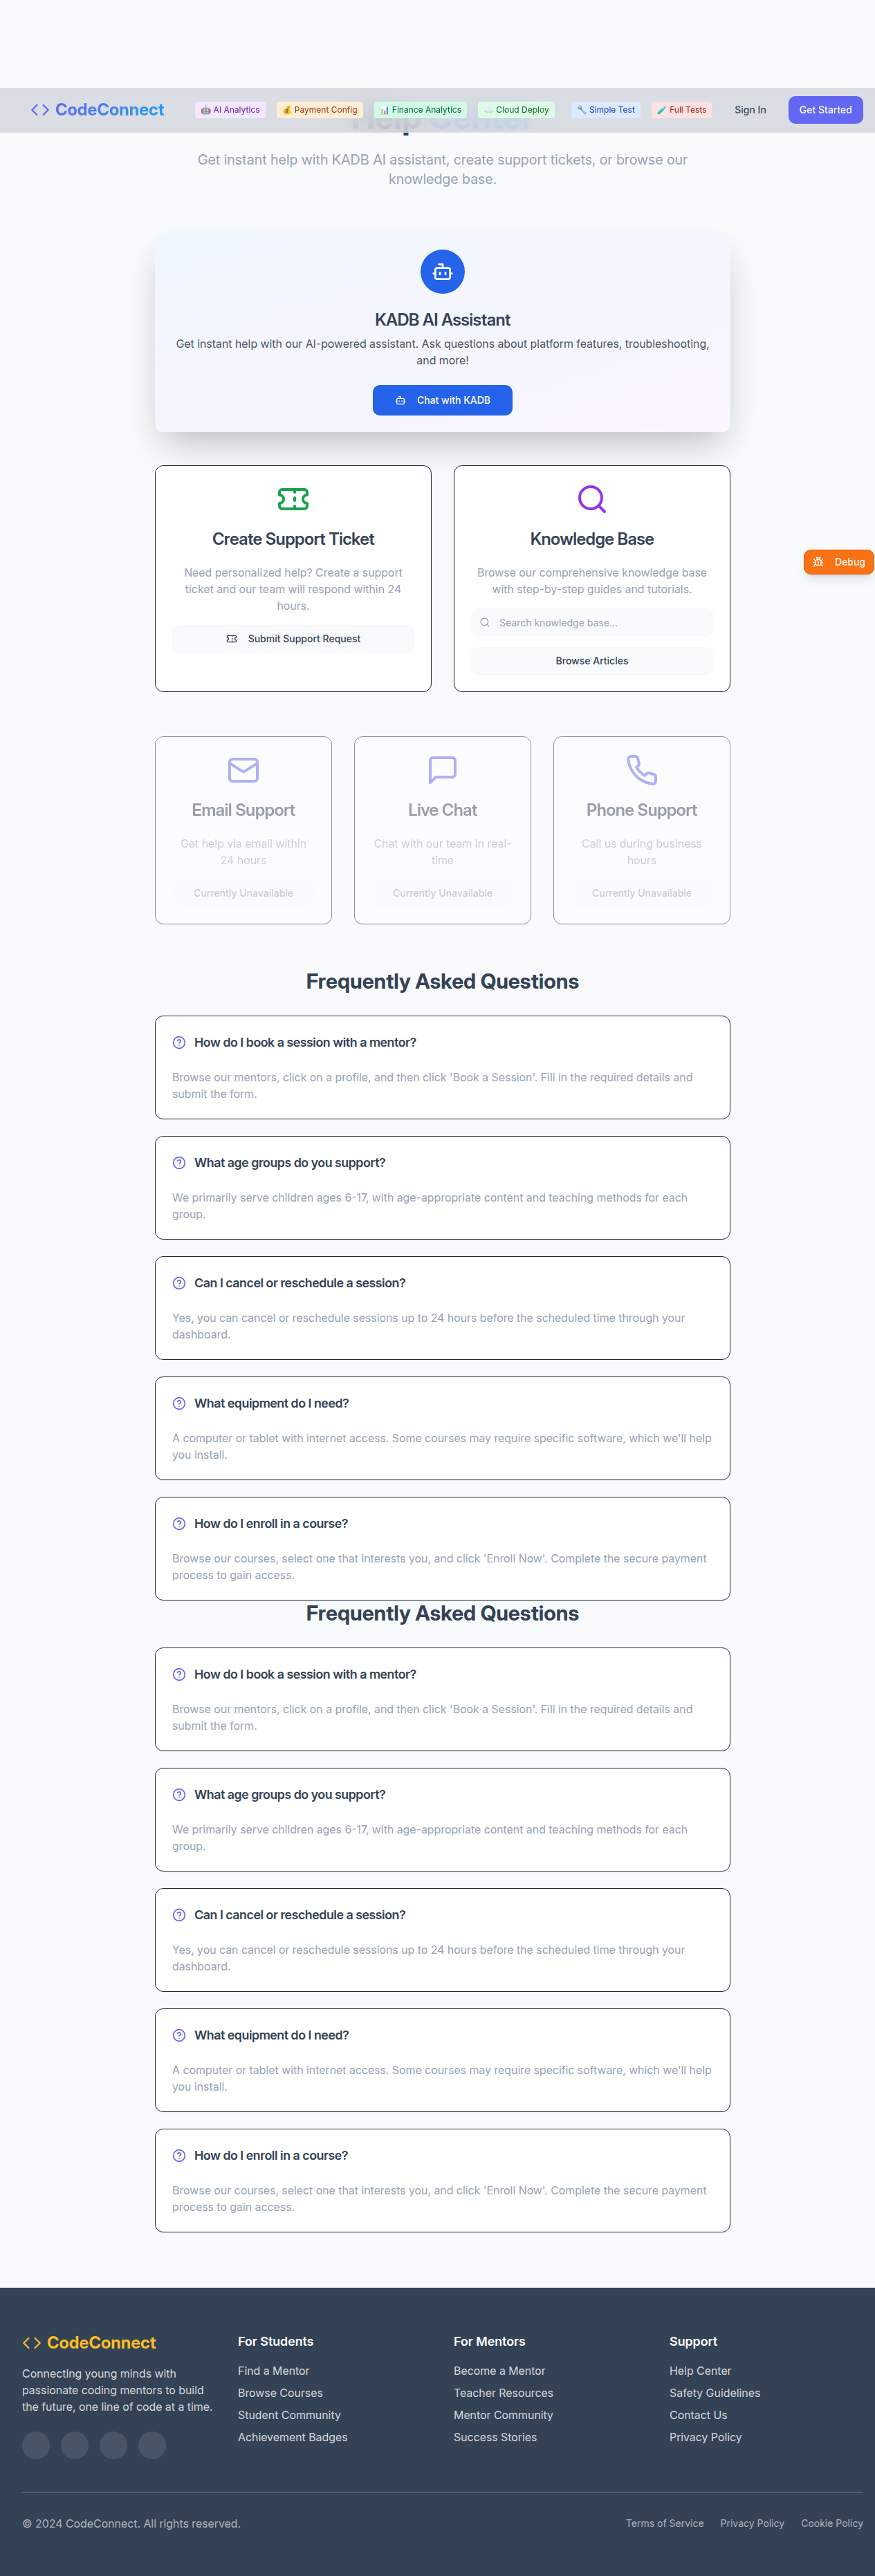 CodeConnect
🤖 AI Analytics
💰 Payment Config
📊 Finance Analytics
☁️ Cloud Deploy
🔧 Simple Test
🧪 Full Tests
Sign In
Get Started
Help Center
Get instant help with KADB AI assistant, create support tickets, or browse our
knowledge base.
KADB AI Assistant
Get instant help with our AI-powered assistant. Ask questions about platform features, troubleshooting,
and more!
Chat with KADB
Create Support Ticket
Need personalized help? Create a support
ticket and our team will respond within 24
hours.
Submit Support Request
Knowledge Base
Browse our comprehensive knowledge base
with step-by-step guides and tutorials.
Search knowledge base...
Browse Articles
Debug
Email Support
Get help via email within
24 hours
Currently Unavailable
Live Chat
Chat with our team in real-
time
Currently Unavailable
Phone Support
Call us during business
hours
Currently Unavailable
Frequently Asked Questions
How do I book a session with a mentor?
Browse our mentors, click on a profile, and then click 'Book a Session'. Fill in the required details and
submit the form.
What age groups do you support?
We primarily serve children ages 6-17, with age-appropriate content and teaching methods for each
group.
Can I cancel or reschedule a session?
Yes, you can cancel or reschedule sessions up to 24 hours before the scheduled time through your
dashboard.
What equipment do I need?
A computer or tablet with internet access. Some courses may require specific software, which we'll help
you install.
How do I enroll in a course?
Browse our courses, select one that interests you, and click 'Enroll Now'. Complete the secure payment
process to gain access.
Frequently Asked Questions
How do I book a session with a mentor?
Browse our mentors, click on a profile, and then click 'Book a Session'. Fill in the required details and
submit the form.
What age groups do you support?
We primarily serve children ages 6-17, with age-appropriate content and teaching methods for each
group.
Can I cancel or reschedule a session?
Yes, you can cancel or reschedule sessions up to 24 hours before the scheduled time through your
dashboard.
What equipment do I need?
A computer or tablet with internet access. Some courses may require specific software, which we'll help
you install.
How do I enroll in a course?
Browse our courses, select one that interests you, and click 'Enroll Now'. Complete the secure payment
process to gain access.
CodeConnect
Connecting young minds with
passionate coding mentors to build
the future, one line of code at a time.
For Students
Find a Mentor
Browse Courses
Student Community
Achievement Badges
For Mentors
Become a Mentor
Teacher Resources
Mentor Community
Success Stories
Support
Help Center
Safety Guidelines
Contact Us
Privacy Policy
© 2024 CodeConnect. All rights reserved.
Terms of Service
Privacy Policy
Cookie Policy